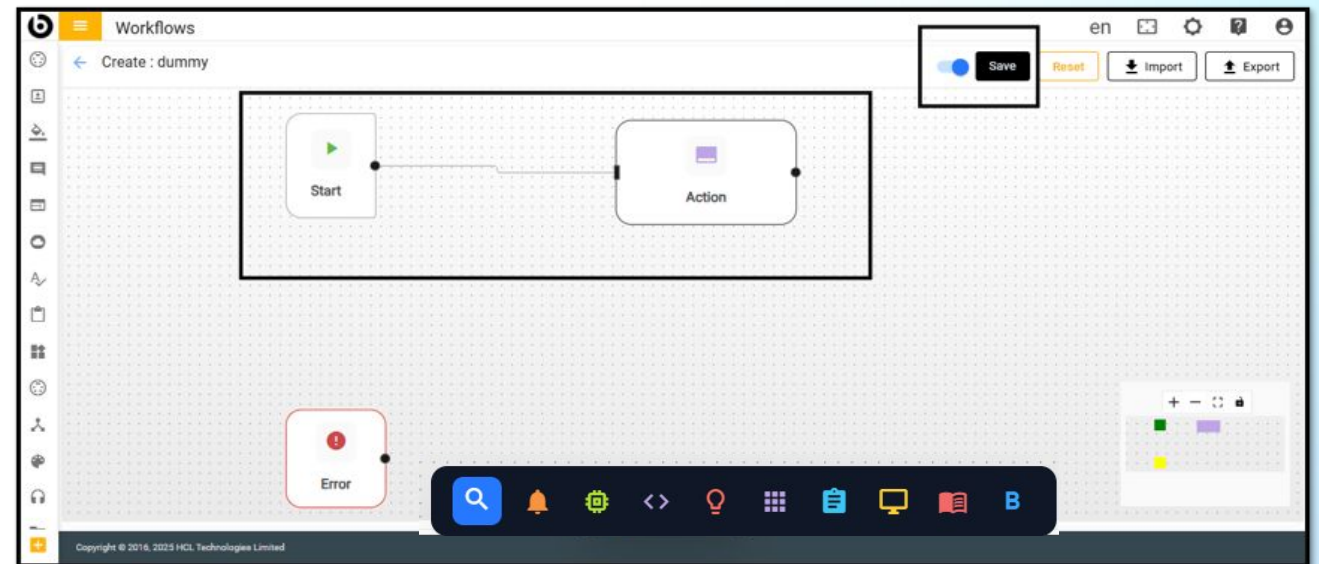 Workflows
en
Create : dummy
Save
Reset
Import
Export
Start
Action
Error
B
Copyright © 2016, 2025 HCL Technologies Limited